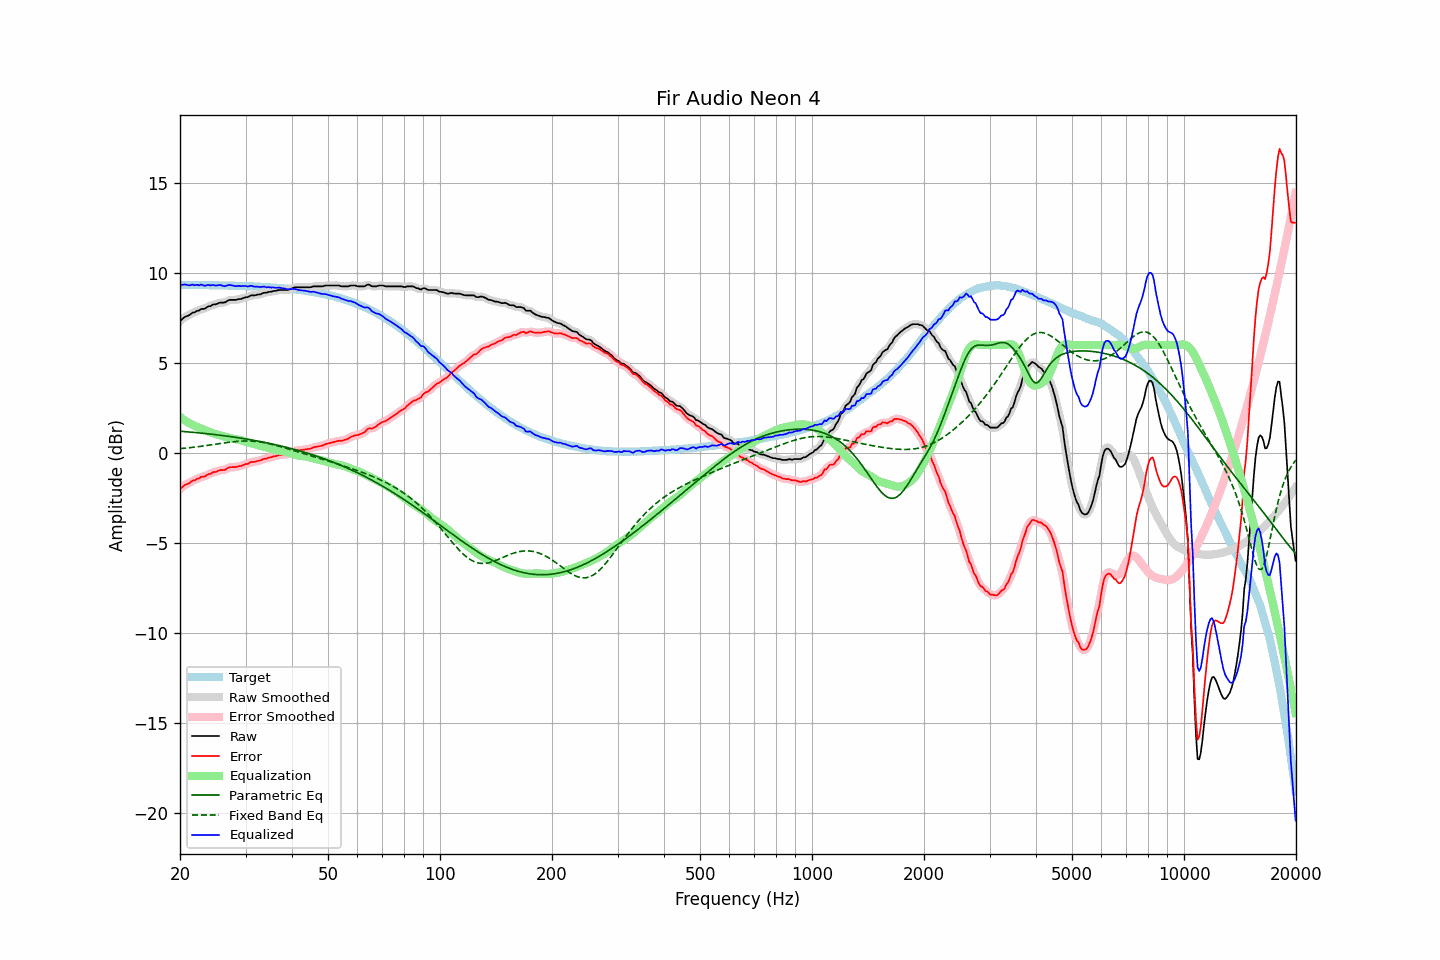 Fir Audio Neon 4
Amplitude (dBr)
15
10
5
0
−5
−10
−15
−20
Target
Raw Smoothed
Error Smoothed
Raw
Error
Equalization
Parametric Eq
Fixed Band Eq
Equalized
20 50 100 200 500 1000 2000 5000 10000 20000
Frequency (Hz)